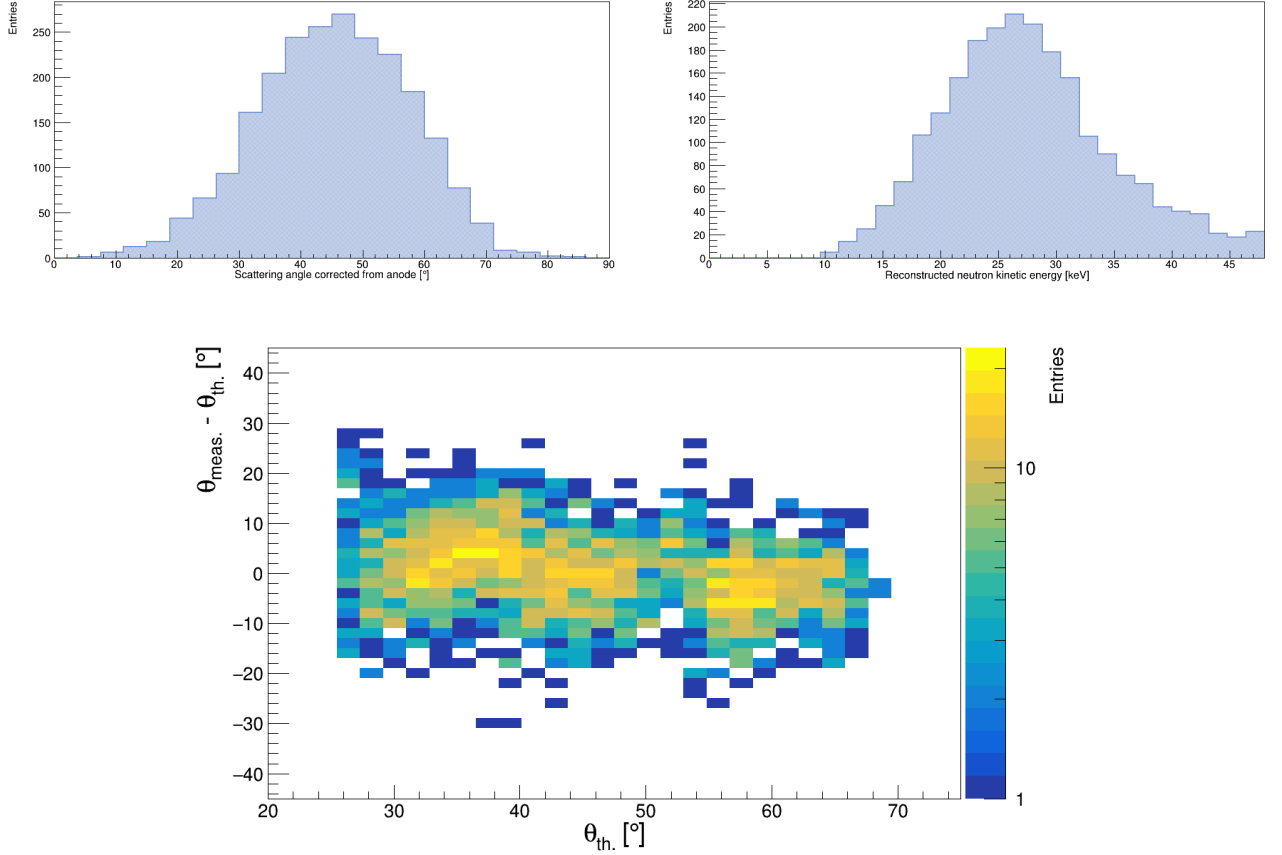 Entries
250
200
150
100
50
0
0 10 20 30 40 50 60 70 80 90
Scattering angle corrected from anode [°]
Entries
220
200
180
160
140
120
100
80
60
40
20
0
0 5 10 15 20 25 30 35 40 45
Reconstructed neutron kinetic energy [keV]
θmeas. - θth. [°]
40
30
20
10
0
−10
−20
−30
−40
20 30 40 50 60 70
θth. [°]
Entries
10
1